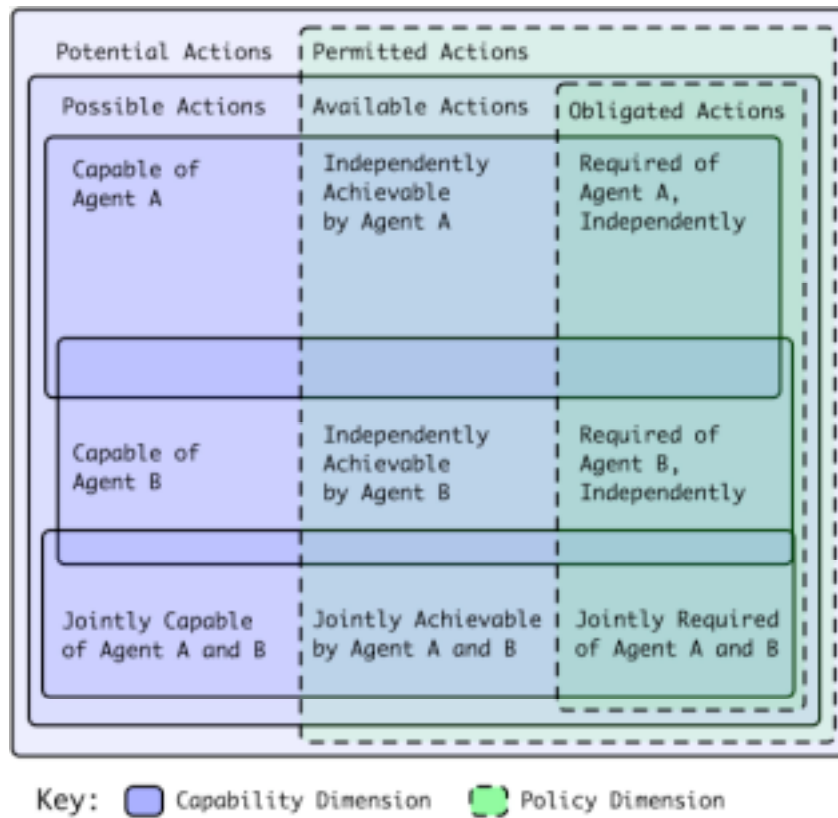 Potential Actions
Permitted Actions
Possible Actions
Available Actions
Obligated Actions
Capable of
Agent A
Independently
Achievable
by Agent A
Required of
Agent A,
Independently
Capable of
Agent B
Independently
Achievable
by Agent B
Required of
Agent B,
Independently
Jointly Capable
of Agent A and B
Jointly Achievable
by Agent A and B
Jointly Required
of Agent A and B
Key: Capability Dimension Policy Dimension